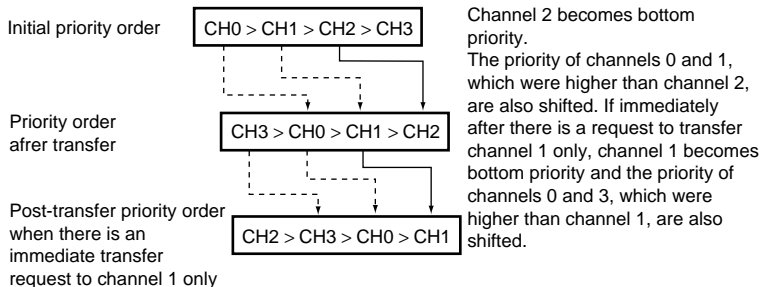 Initial priority order
CH0 > CH1 > CH2 > CH3
Channel 2 becomes bottom
priority.
The priority of channels 0 and 1,
which were higher than channel 2,
are also shifted. If immediately
after there is a request to transfer
channel 1 only, channel 1 becomes
bottom priority and the priority of
channels 0 and 3, which were
higher than channel 1, are also
shifted.
Priority order
afrer transfer
CH3 > CH0 > CH1 > CH2
Post-transfer priority order
when there is an
immediate transfer
request to channel 1 only
CH2 > CH3 > CH0 > CH1